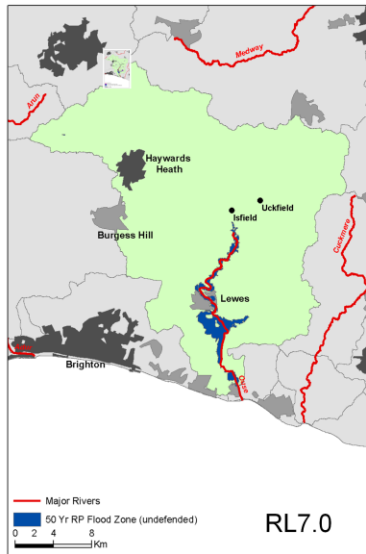 Medway
Arun
Haywards
Heath
Uckfield
Isfield
Cuckmere
Burgess Hill
Lewes
Brighton
Ouse
Major Rivers
50 Yr RP Flood Zone (undefended)
0 2 4 8
Km
RL7.0